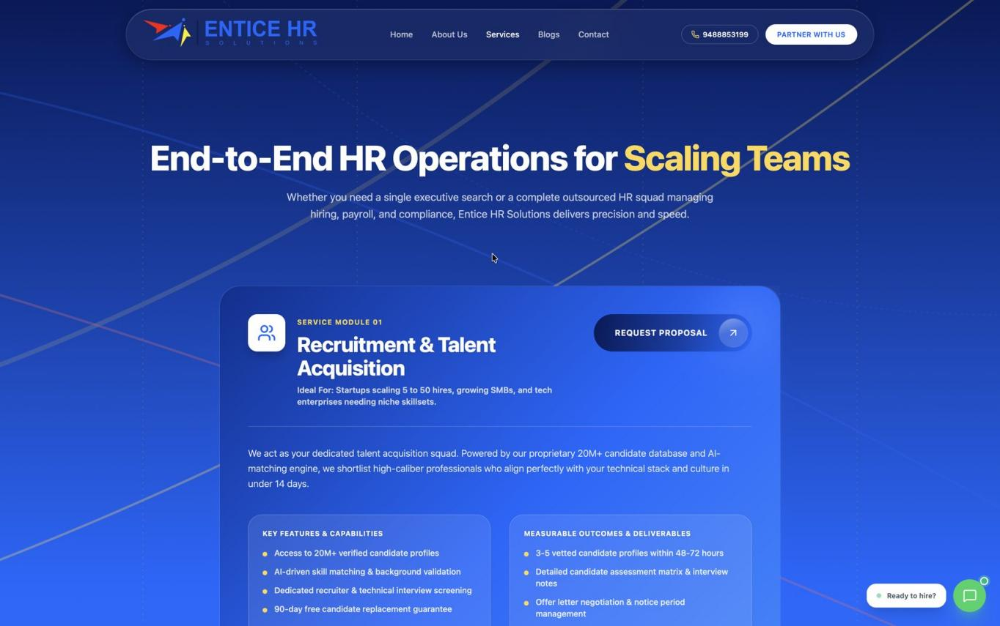 ENTICE HR
SOLUTIONS
Home
About Us
Services
Blogs
Contact
9488853199
PARTNER WITH US
End-to-End HR Operations for Scaling Teams
Whether you need a single executive search or a complete outsourced HR squad managing
hiring, payroll, and compliance, Entice HR Solutions delivers precision and speed.
SERVICE MODULE 01
Recruitment & Talent
Acquisition
Ideal For: Startups scaling 5 to 50 hires, growing SMBs, and tech
enterprises needing niche skillsets.
REQUEST PROPOSAL
We act as your dedicated talent acquisition squad. Powered by our proprietary 20M+ candidate database and AI-
matching engine, we shortlist high-caliber professionals who align perfectly with your technical stack and culture in
under 14 days.
KEY FEATURES & CAPABILITIES
Access to 20M+ verified candidate profiles
AI-driven skill matching & background validation
Dedicated recruiter & technical interview screening
90-day free candidate replacement guarantee
MEASURABLE OUTCOMES & DELIVERABLES
3-5 vetted candidate profiles within 48-72 hours
Detailed candidate assessment matrix & interview
notes
Offer letter negotiation & notice period
management
Ready to hire?